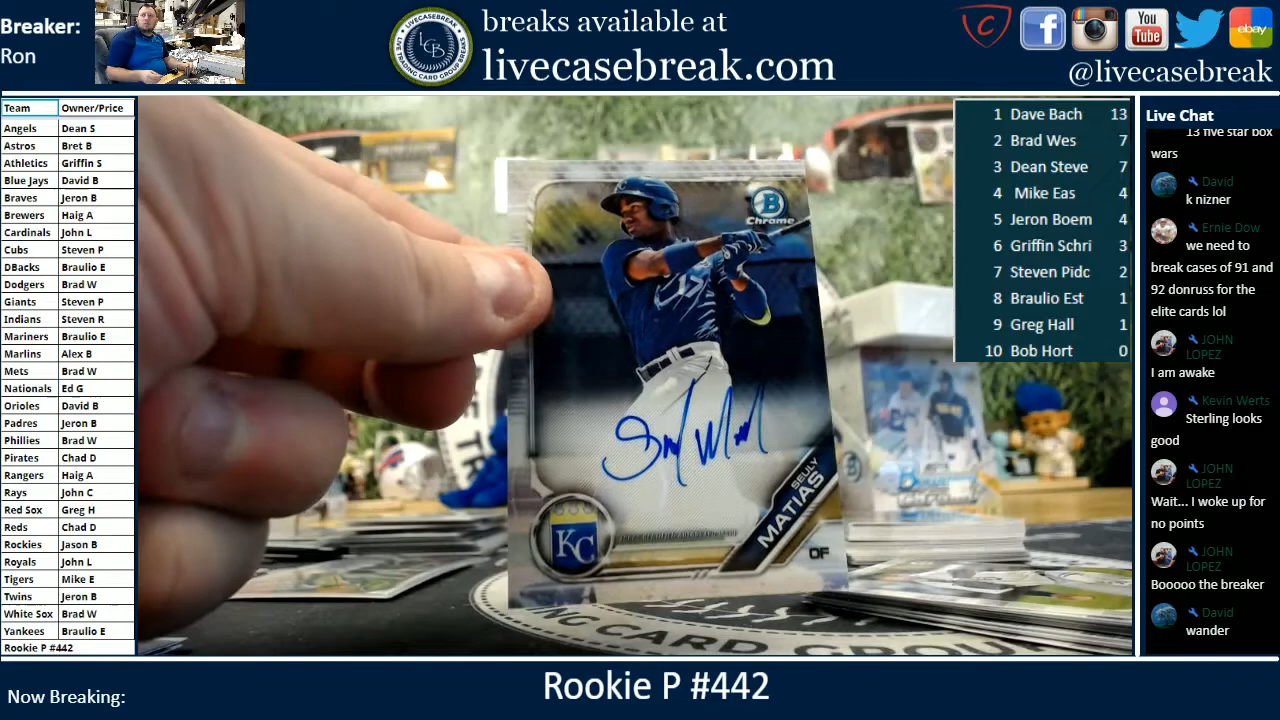 Breaker:
Ron
LIVECASEBREAK
LCB
breaks available at
livecasebreak.com
You
Tube
ebay
@livecasebreak
Team Owner/Price
Angels Dean S
Astros Bret B
Athletics Griffin S
Blue Jays David B
Braves Jeron B
Brewers Haig A
Cardinals John L
Cubs Steven P
DBacks Braulio E
Dodgers Brad W
Giants Steven P
Indians Steven R
Mariners Braulio E
Marlins Alex B
Mets Brad W
Nationals Ed G
Orioles David B
Padres Jeron B
Phillies Brad W
Pirates Chad D
Rangers Haig A
Rays John C
Red Sox Greg H
Reds Chad D
Rockies Jason B
Royals John L
Tigers Mike E
Twins Jeron B
White Sox Brad W
Yankees Braulio E
Rookie P #442
B
Chrome
SEULY
MATIAS
OF
KC
NG CARD GROU
1 Dave Bach 13
2 Brad Wes 7
3 Dean Steve 7
4 Mike Eas 4
5 Jeron Boem 4
6 Griffin Schri 3
7 Steven Pidc 2
8 Braulio Est 1
9 Greg Hall 1
10 Bob Hort 0
Live Chat
13 five star box
wars
David
k nizner
Ernie Dow
we need to
break cases of 91 and
92 donruss for the
elite cards lol
JOHN
LOPEZ
I am awake
Kevin Werts
Sterling looks
good
JOHN
LOPEZ
Wait... I woke up for
no points
JOHN
LOPEZ
Booooo the breaker
David
wander
Now Breaking:
Rookie P #442